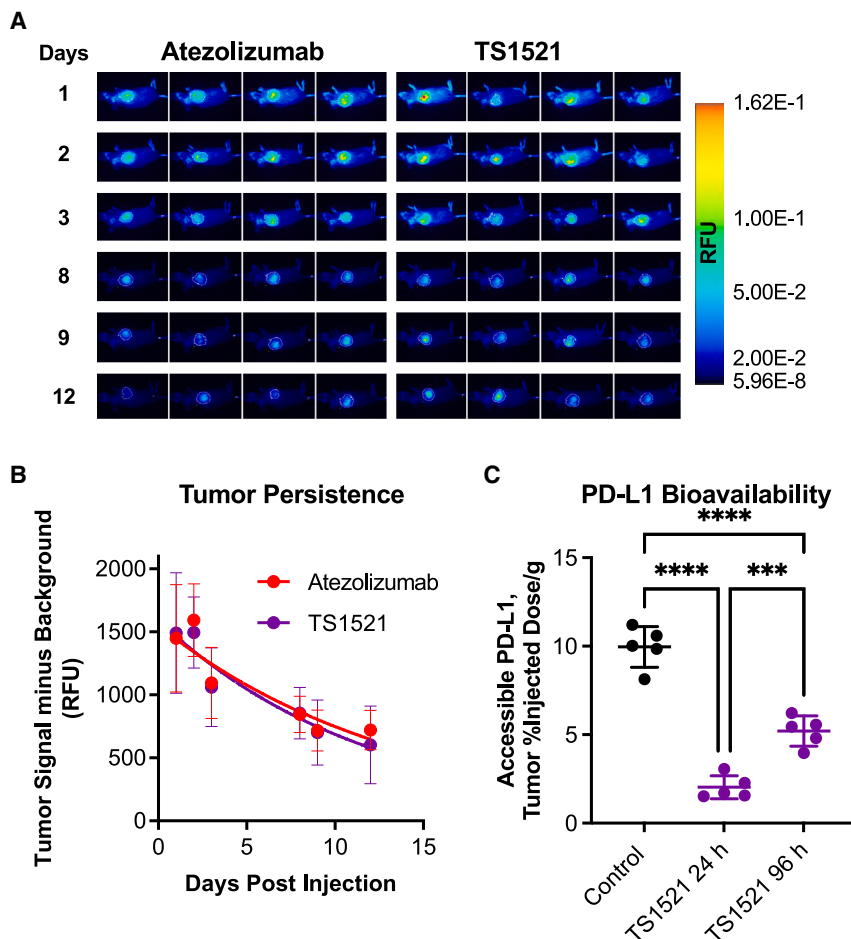 A
Days
Atezolizumab
TS1521
1
2
3
8
9
12
1.62E-1
1.00E-1
5.00E-2
2.00E-2
5.96E-8
RFU
B
Tumor Persistence
Tumor Signal minus Background
(RFU)
2000
1500
1000
500
0
Atezolizumab
TS1521
0
5
10
15
Days Post Injection
C
PD-L1 Bioavailability
****
****
***
Accessible PD-L1,
Tumor %Injected Dose/g
15
10
5
0
Control
TS1521 24 h
TS1521 96 h